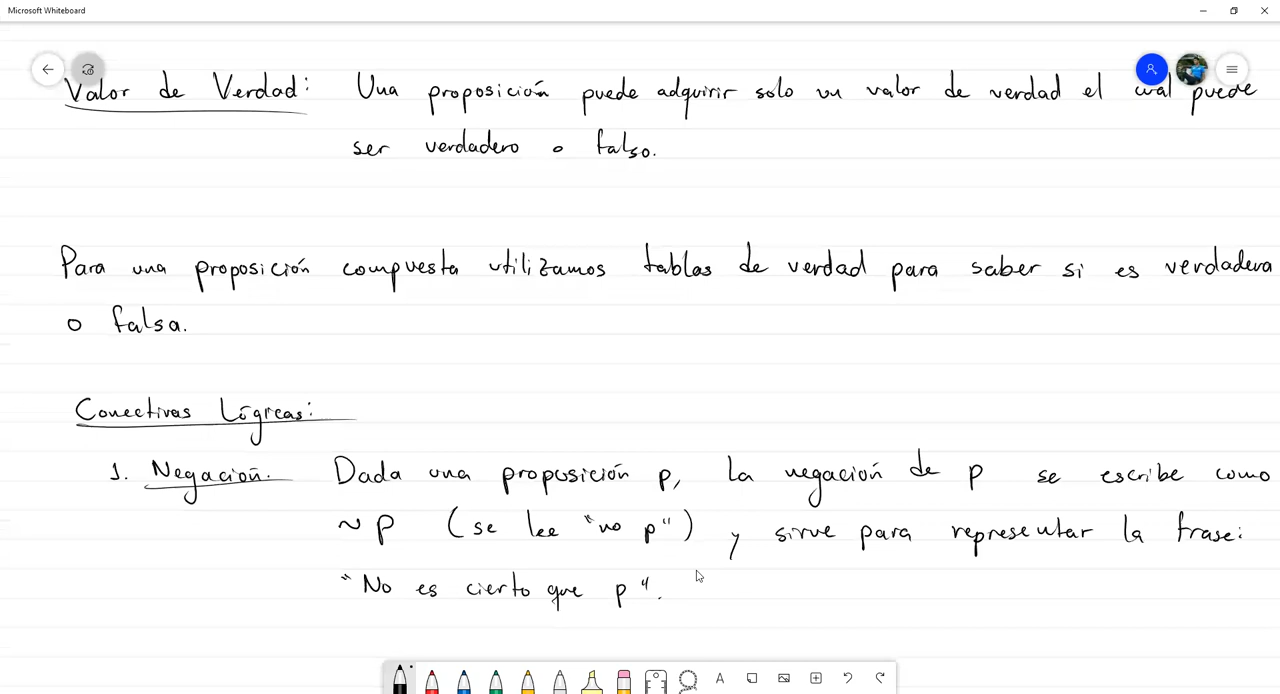 Microsoft Whiteboard
Valor de Verdad: Una proposición puede adquirir solo un valor de verdad el cual puede
ser verdadero o falso.
Para una proposición compuesta utilizamos tablas de verdad para saber si es verdadera
o falsa.
Conectivas Lógicas:
1. Negación. Dada una proposición p, la negación de p se escribe como
~p (se lee "no p") y sirve para representar la frase:
"No es cierto que p".
A